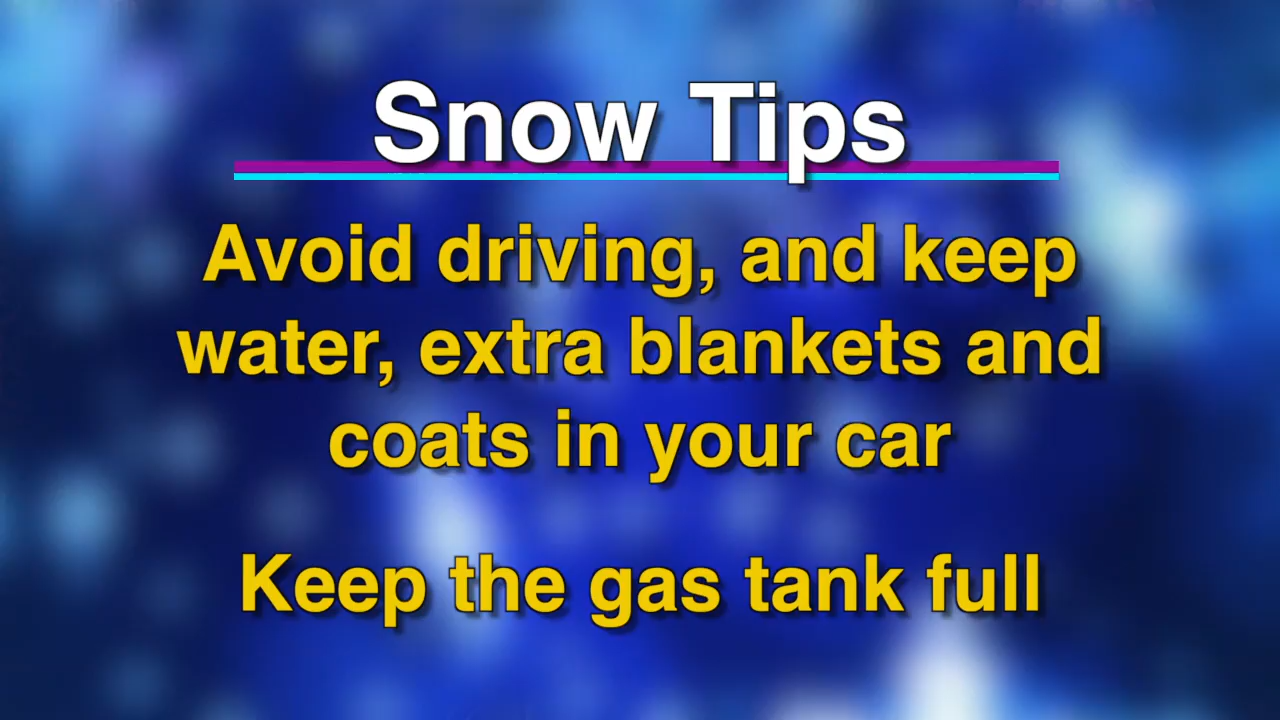 Snow Tips
Avoid driving, and keep
water, extra blankets and
coats in your car
Keep the gas tank full